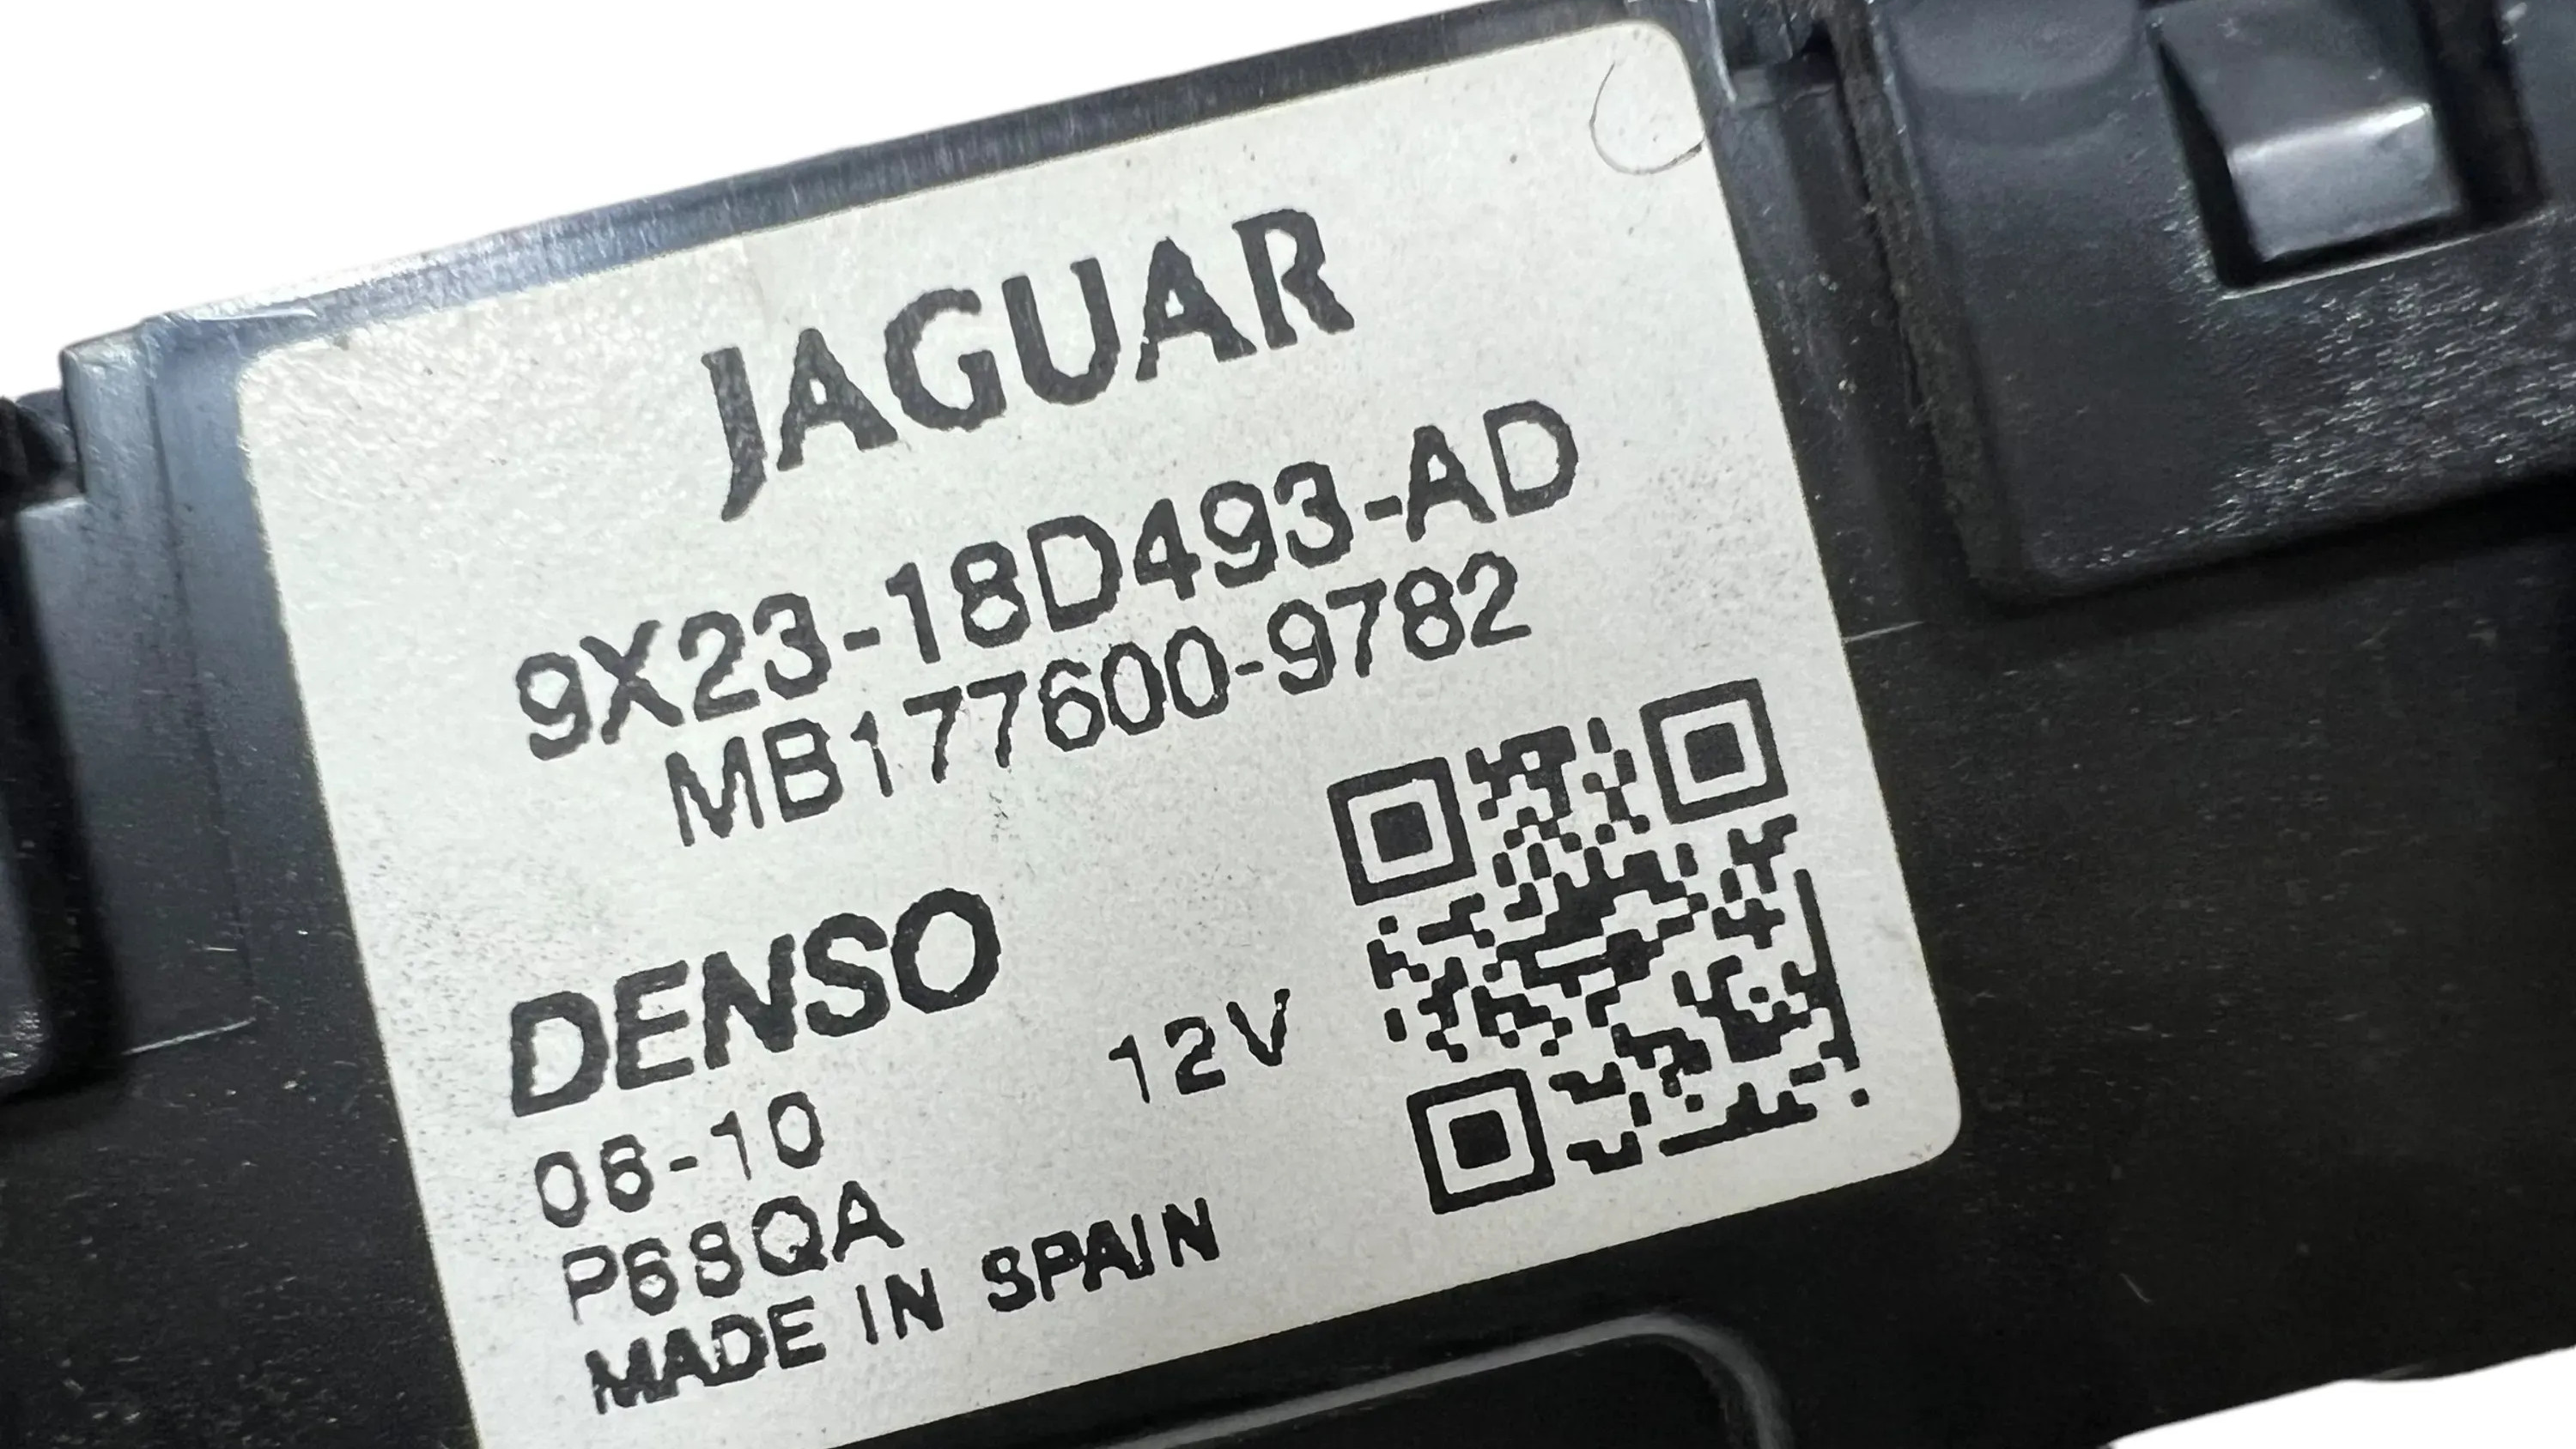 JAGUAR
9X23-18D493-AD
MB177600-9782
DENSO
12V
08-10
P68QA
MADE IN SPAIN